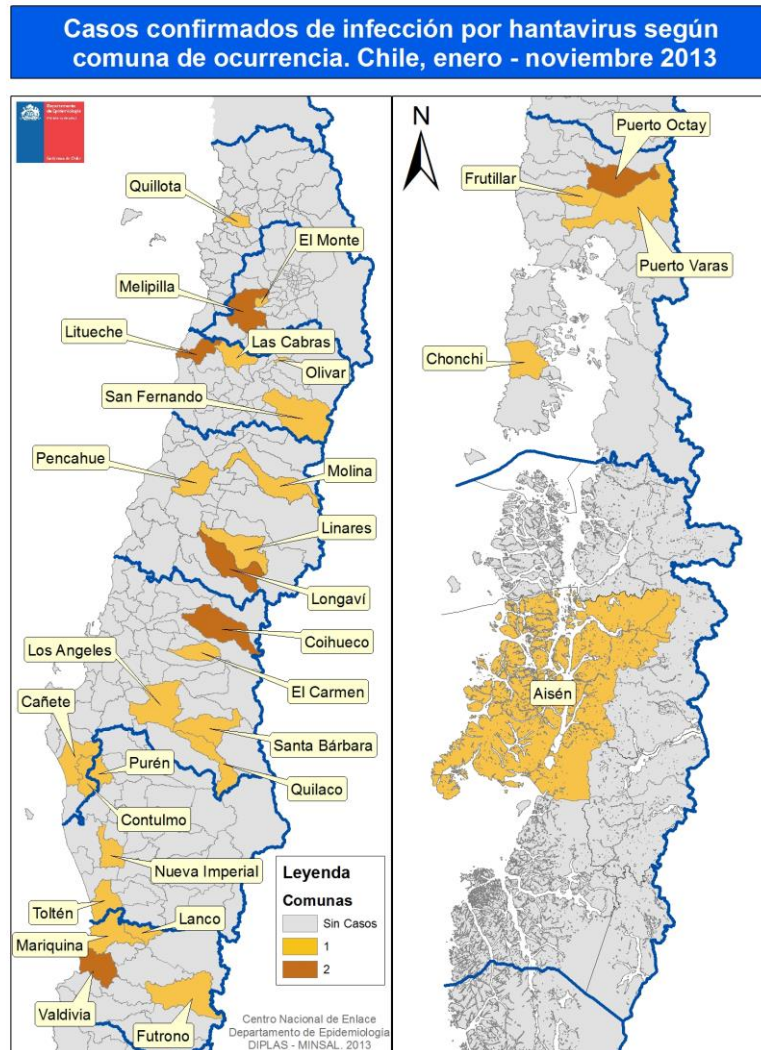 Casos confirmados de infección por hantavirus según
comuna de ocurrencia. Chile, enero - noviembre 2013
Quillota
El Monte
Melipilla
Litueche
Las Cabras
Olivar
San Fernando
Pencahue
Molina
Linares
Longaví
Coihueco
Los Angeles
El Carmen
Cañete
Santa Bárbara
Purén
Quilaco
Contulmo
Nueva Imperial
Toltén
Lanco
Mariquina
Valdivia
Futrono
Leyenda
Comunas
Sin Casos
1
2
Centro Nacional de Enlace
Departamento de Epidemiología
DIPLAS - MINSAL. 2013
N
Puerto Octay
Frutillar
Puerto Varas
Chonchi
Aisén